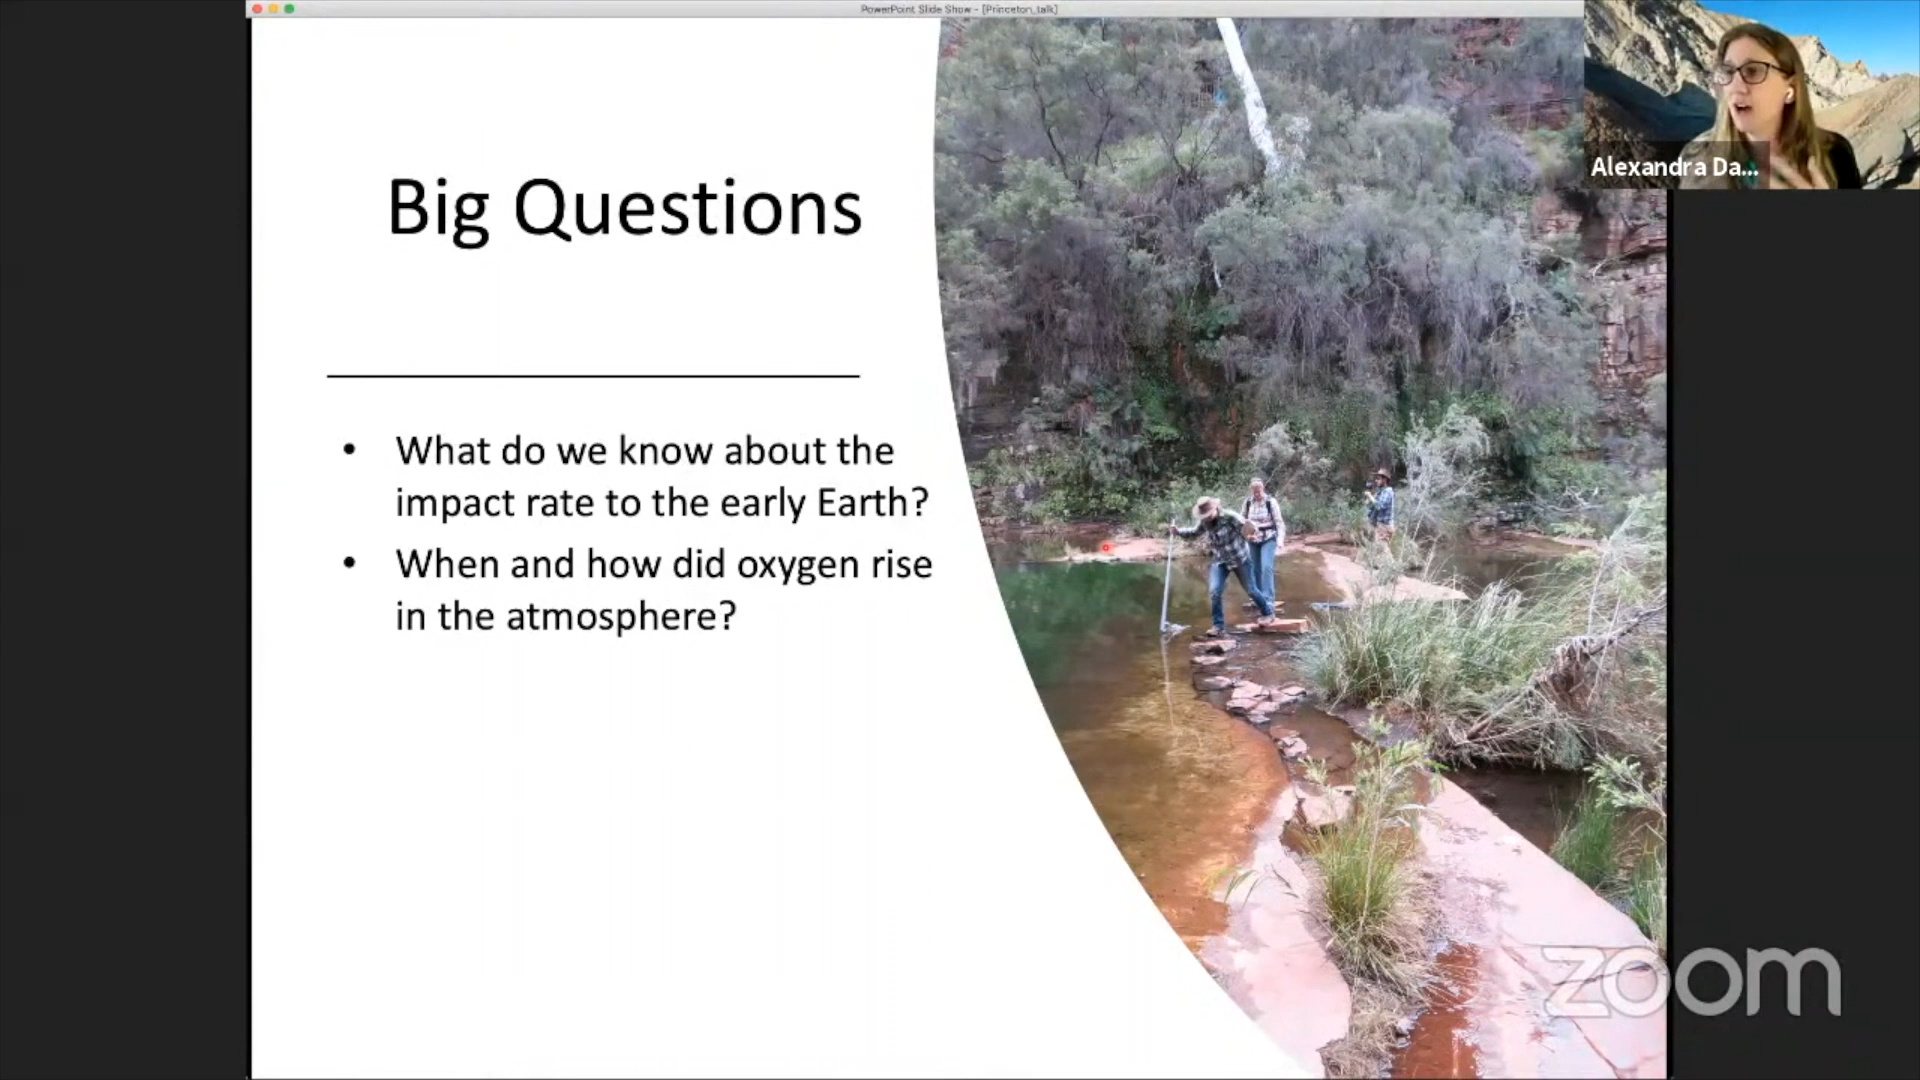 PowerPoint Slide Show - [Princeton_talk]
Alexandra Da...
Big Questions
• What do we know about the
impact rate to the early Earth?
• When and how did oxygen rise
in the atmosphere?
zoom